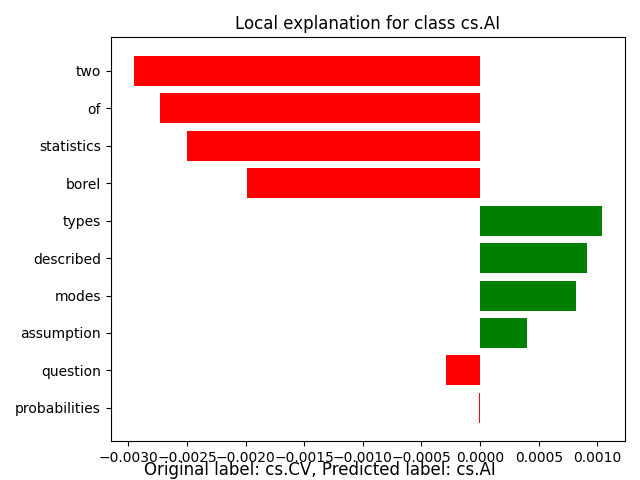 Local explanation for class cs.AI
two
of
statistics
borel
types
described
modes
assumption
question
probabilities
−0.0030 −0.0025 −0.0020 −0.0015 −0.0010 −0.0005 0.0000 0.0005 0.0010
Original label: cs.CV, Predicted label: cs.AI